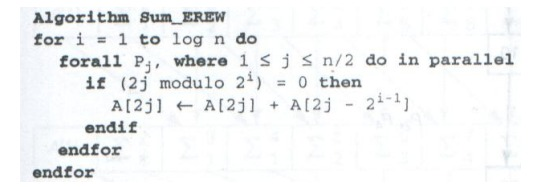 Algorithm Sum_EREW
for i = 1 to log n do
forall Pj, where 1 ≤ j ≤ n/2 do in parallel
if (2j modulo 2^i) = 0 then
A[2j] ← A[2j] + A[2j - 2^i-1]
endif
endfor
endfor